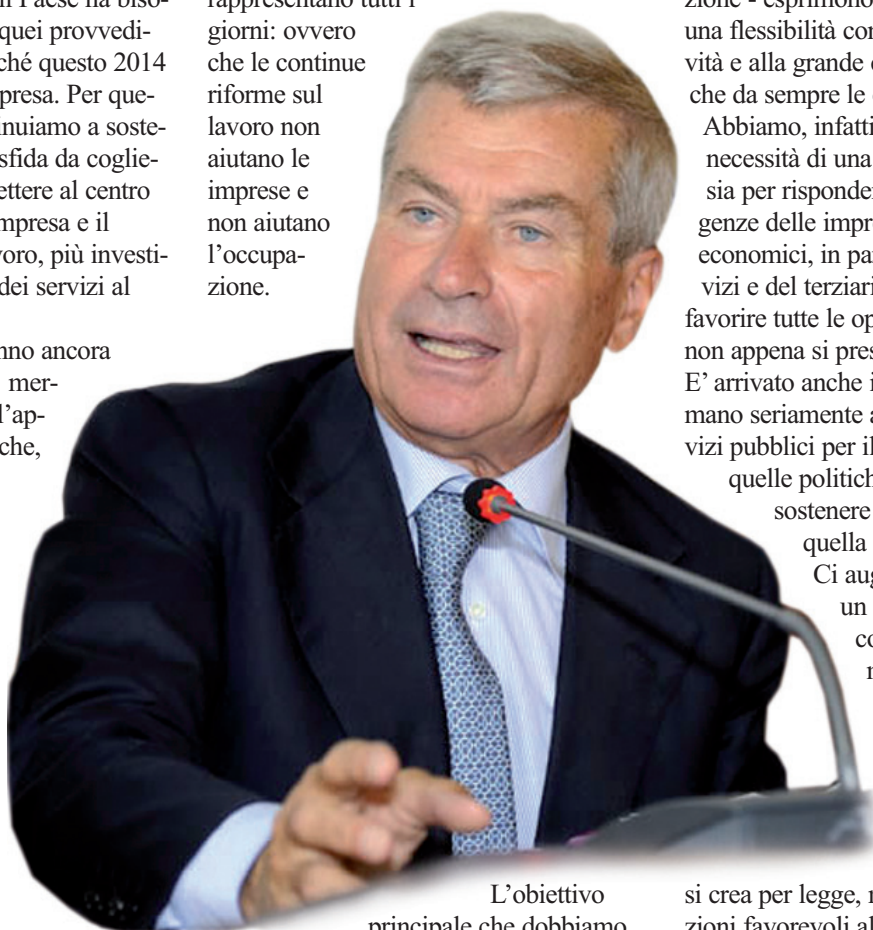 Paese ha biso-
quei provvedi-
ché questo 2014
presa. Per que-
nuiamo a soste-
sfida da coglie-
ettere al centro
mpresa e il
voro, più investi-
dei servizi al
nno ancora
mer-
l'ap-
che,
rappresentano tutti i
giorni: ovvero
che le continue
riforme sul
lavoro non
aiutano le
imprese e
non aiutano
l'occupa-
zione.
L'obiettivo
principale che dobbiamo
zione - esprimono
una flessibilità con
vità e alla grande
che da sempre le
Abbiamo, infatti
necessità di una
sia per risponder
genze delle impr
economici, in pa
vizi e del terziari
favorire tutte le op
non appena si pres
E' arrivato anche i
mano seriamente a
vizi pubblici per il
quelle politich
sostenere
quella
Ci aug
un
co
si crea per legge,
zioni favorevoli al